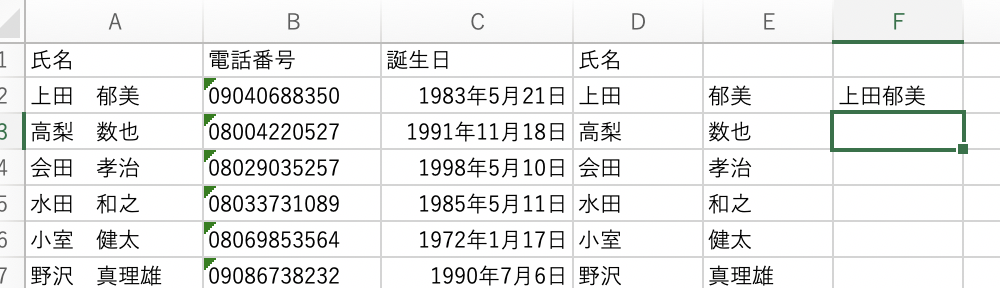 A B C D E F
1 氏名 電話番号 誕生日 氏名
2 上田　郁美 09040688350 1983年5月21日 上田 郁美 上田郁美
3 高梨　数也 08004220527 1991年11月18日 高梨 数也
4 会田　孝治 08029035257 1998年5月10日 会田 孝治
5 水田　和之 08033731089 1985年5月11日 水田 和之
6 小室　健太 08069853564 1972年1月17日 小室 健太
7 野沢　真理雄 09086738232 1990年7月6日 野沢 真理雄